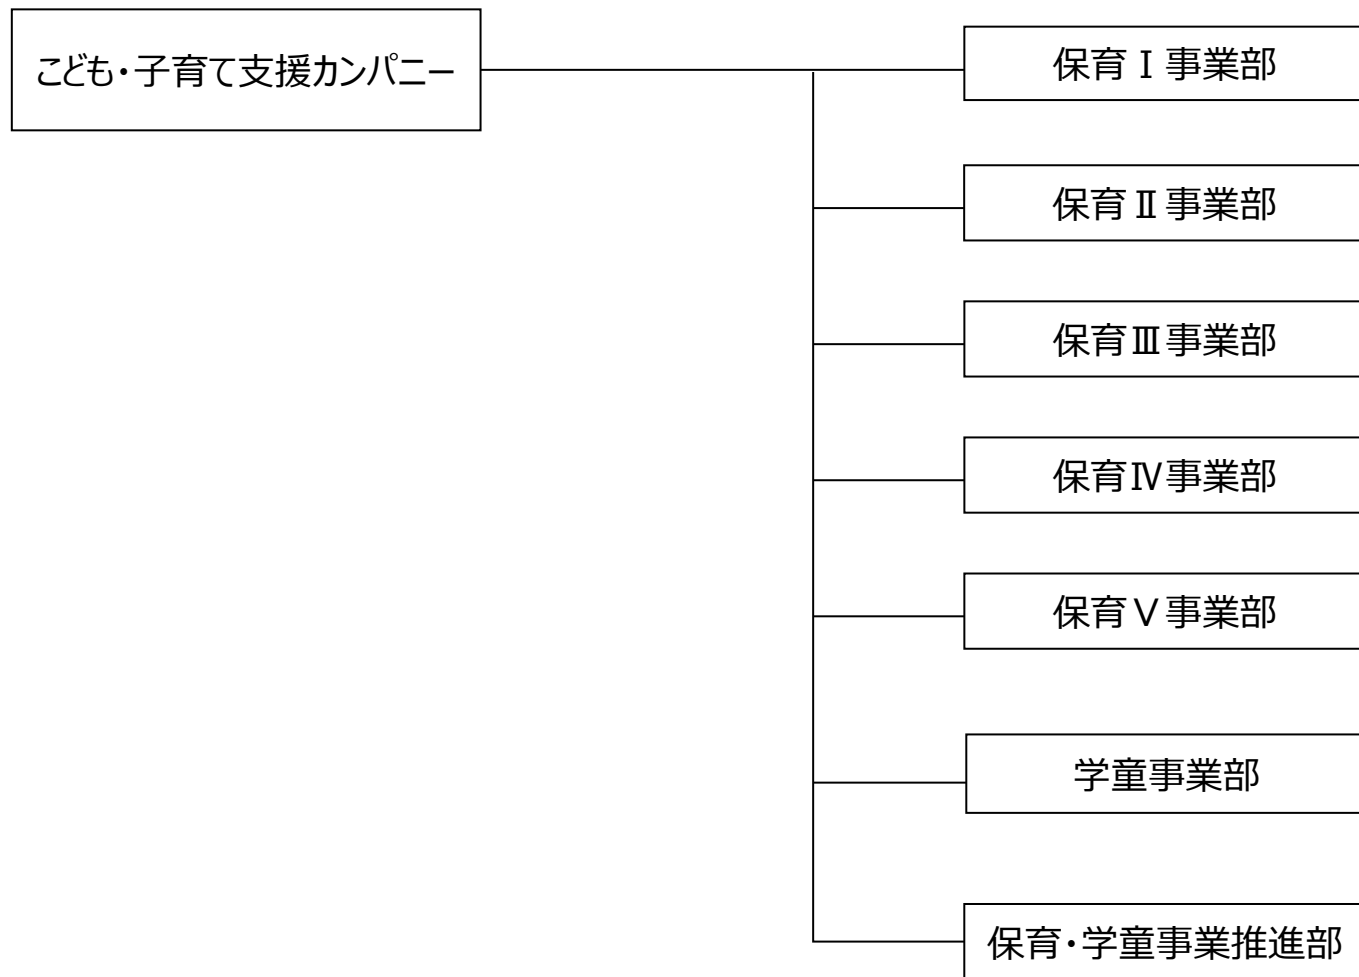 こども・子育て支援カンパニー
保育Ⅰ事業部
保育Ⅱ事業部
保育Ⅲ事業部
保育Ⅳ事業部
保育Ⅴ事業部
学童事業部
保育・学童事業推進部